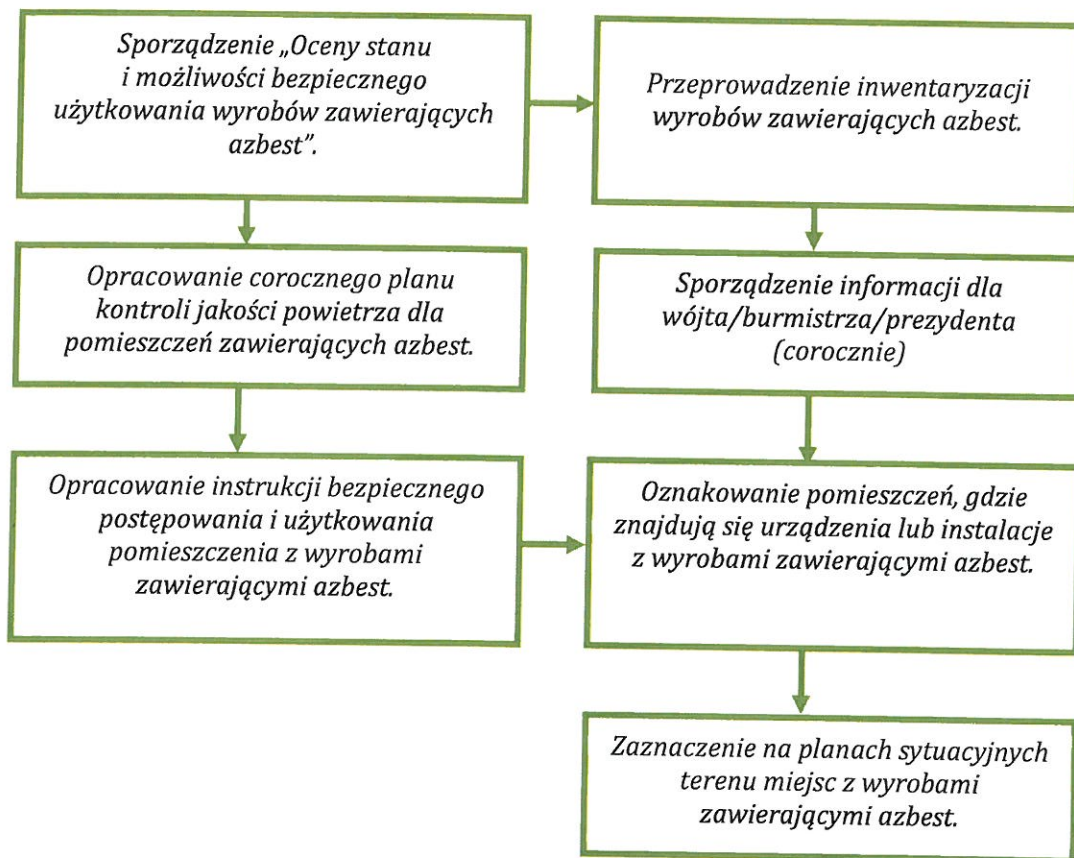 Sporządzenie „Oceny stanu
i możliwości bezpiecznego
użytkowania wyrobów zawierających
azbest”.
Przeprowadzenie inwentaryzacji
wyrobów zawierających azbest.
Opracowanie corocznego planu
kontroli jakości powietrza dla
pomieszczeń zawierających azbest.
Sporządzenie informacji dla
wójta/burmistrza/prezydenta
(corocznie)
Opracowanie instrukcji bezpiecznego
postępowania i użytkowania
pomieszczenia z wyrobami
zawierającymi azbest.
Oznakowanie pomieszczeń, gdzie
znajdują się urządzenia lub instalacje
z wyrobami zawierającymi azbest.
Zaznaczenie na planach sytuacyjnych
terenu miejsc z wyrobami
zawierającymi azbest.